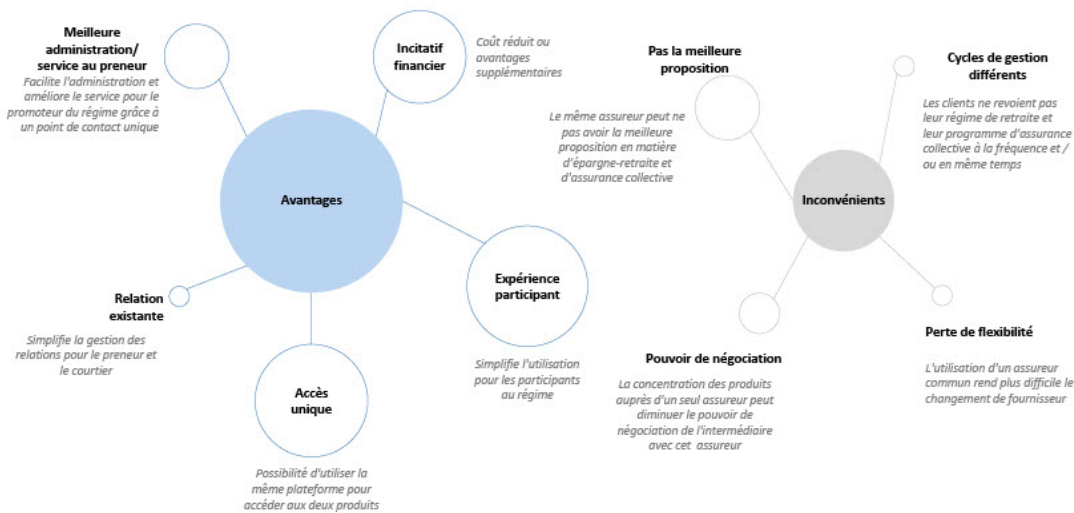 Meilleure
administration/
service au preneur
Facilite l'administration et
améliore le service pour le
promoteur du régime grâce à
un point de contact unique
Incitatif
financier
Coût réduit ou
avantages
supplémentaires
Avantages
Relation
existante
Simplifie la gestion des
relations pour le preneur et
le courtier
Accès
unique
Possibilité d'utiliser la
même plateforme pour
accéder aux deux produits
Expérience
participant
Simplifie l'utilisation
pour les participants
au régime
Pas la meilleure
proposition
Le même assureur peut ne
pas avoir la meilleure
proposition en matière
d'épargne-retraite et
d'assurance collective
Cycles de gestion
différents
Les clients ne revoient pas
leur régime de retraite et
leur programme d'assurance
collective à la fréquence et /
ou en même temps
Inconvénients
Pouvoir de négociation
La concentration des produits
auprès d'un seul assureur peut
diminuer le pouvoir de
négociation de l'intermédiaire
avec cet assureur
Perte de flexibilité
L'utilisation d'un assureur
commun rend plus difficile le
changement de fournisseur